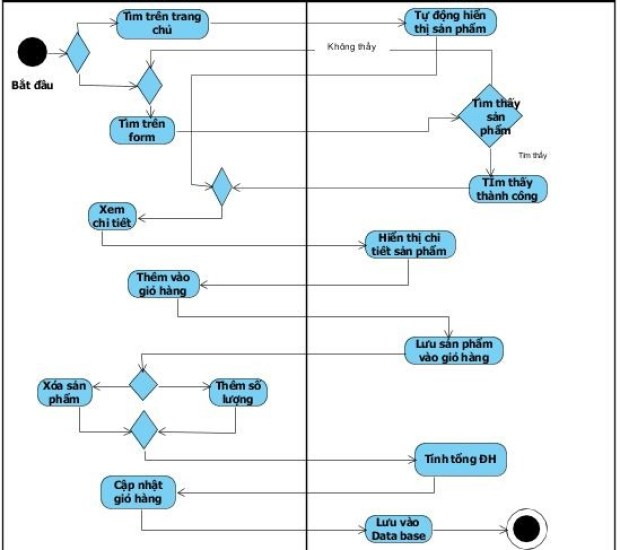 Tìm trên trang
chủ
Tự động hiển
thị sản phẩm
Không thấy
Bắt đầu
Tìm thấy
sản
phẩm
Tìm trên
form
Tìm thấy
TÌm thấy
thành công
Xem
chi tiết
Hiển thị chi
tiết sản phẩm
Thêm vào
giỏ hàng
Lưu sản phẩm
vào giỏ hàng
Xóa sản
phẩm
Thêm số
lượng
Tính tổng ĐH
Cập nhật
giỏ hàng
Lưu vào
Data base